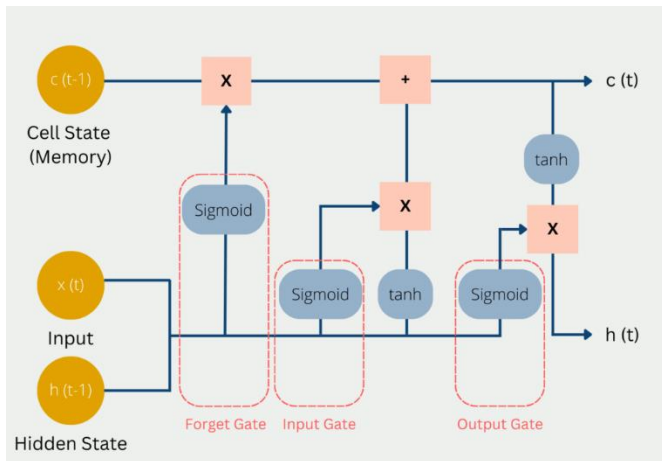 c (t-1)
X
+
c (t)
Cell State
(Memory)
tanh
Sigmoid
X
X
x (t)
Sigmoid
tanh
Sigmoid
Input
h (t)
h (t-1)
Forget Gate
Input Gate
Output Gate
Hidden State